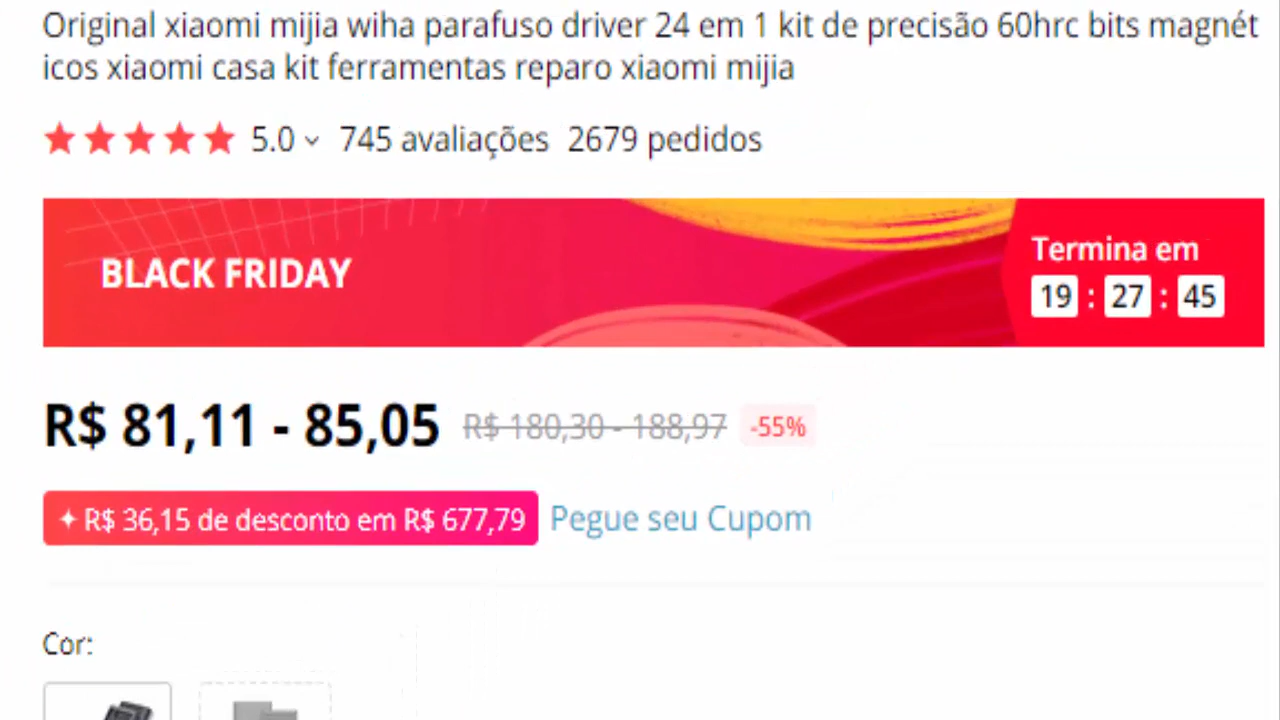 Original xiaomi mijia wiha parafuso driver 24 em 1 kit de precisão 60hrc bits magnét
icos xiaomi casa kit ferramentas reparo xiaomi mijia
5.0 745 avaliações 2679 pedidos
BLACK FRIDAY
Termina em
19 : 27 : 45
R$ 81,11 - 85,05 R$ 180,30 - 188,97 -55%
R$ 36,15 de desconto em R$ 677,79 Pegue seu Cupom
Cor: